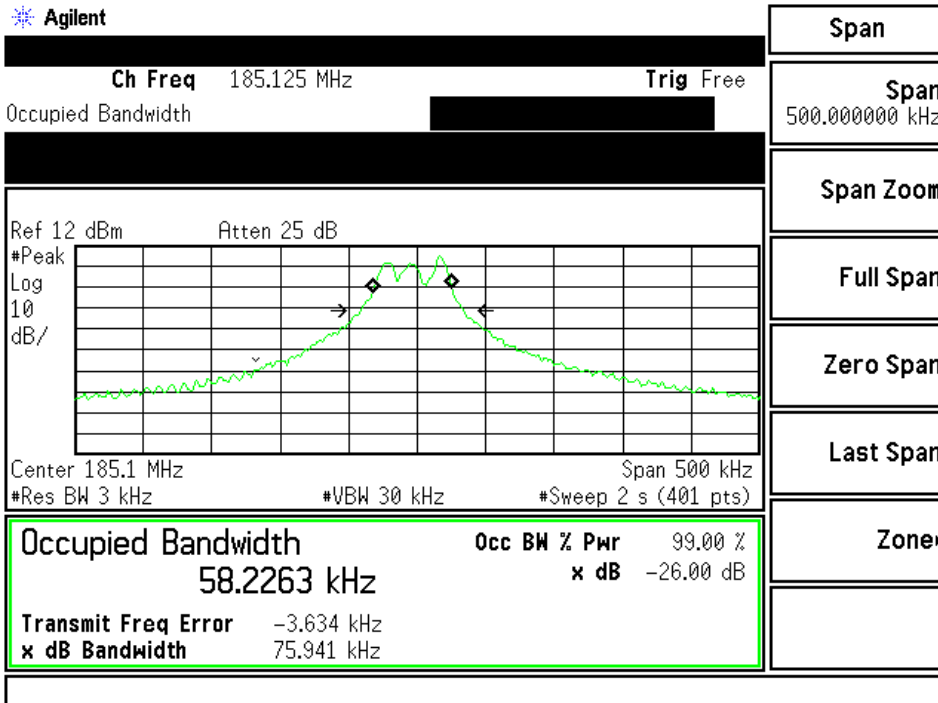 Agilent
Ch Freq 185.125 MHz Trig Free
Occupied Bandwidth
Ref 12 dBm Atten 25 dB
#Peak
Log
10
dB/
Center 185.1 MHz Span 500 kHz
#Res BW 3 kHz #VBW 30 kHz #Sweep 2 s (401 pts)
Occupied Bandwidth Occ BW % Pwr 99.00 %
58.2263 kHz x dB -26.00 dB
Transmit Freq Error -3.634 kHz
x dB Bandwidth 75.941 kHz
Span
Span
500.000000 kHz
Span Zoom
Full Span
Zero Span
Last Span
Zone